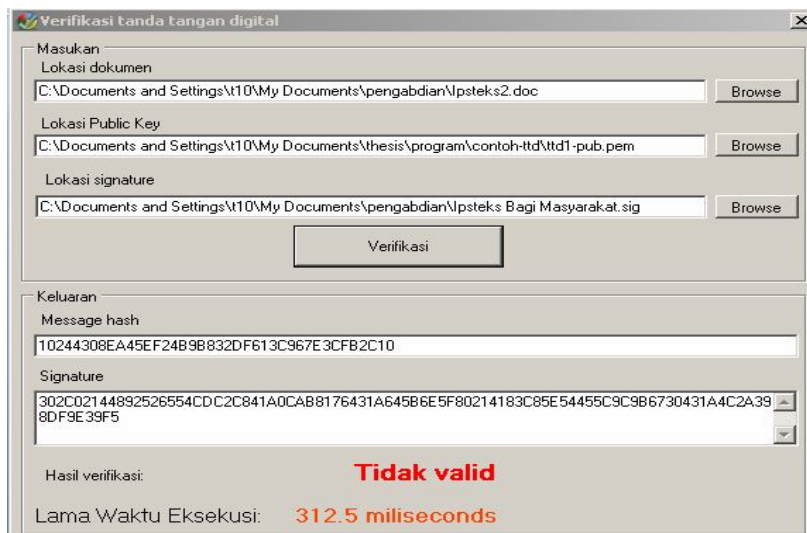 Verifikasi tanda tangan digital
Masukan
Lokasi dokumen
C:\Documents and Settings\t10\My Documents\pengabdian\Ipsteks2.doc
Browse
Lokasi Public Key
C:\Documents and Settings\t10\My Documents\thesis\program\contoh-ttd\ttd1-pub.pem
Browse
Lokasi signature
C:\Documents and Settings\t10\My Documents\pengabdian\Ipsteks Bagi Masyarakat.sig
Browse
Verifikasi
Keluaran
Message hash
10244308EA45EF24B9B832DF613C967E3CFB2C10
Signature
302C02144892526554CDC2C841A0CAB8176431A645B6E5F80214183C85E54455C9C9B6730431A4C2A39
8DF9E39F5
Hasil verifikasi:
Tidak valid
Lama Waktu Eksekusi:
312.5 miliseconds